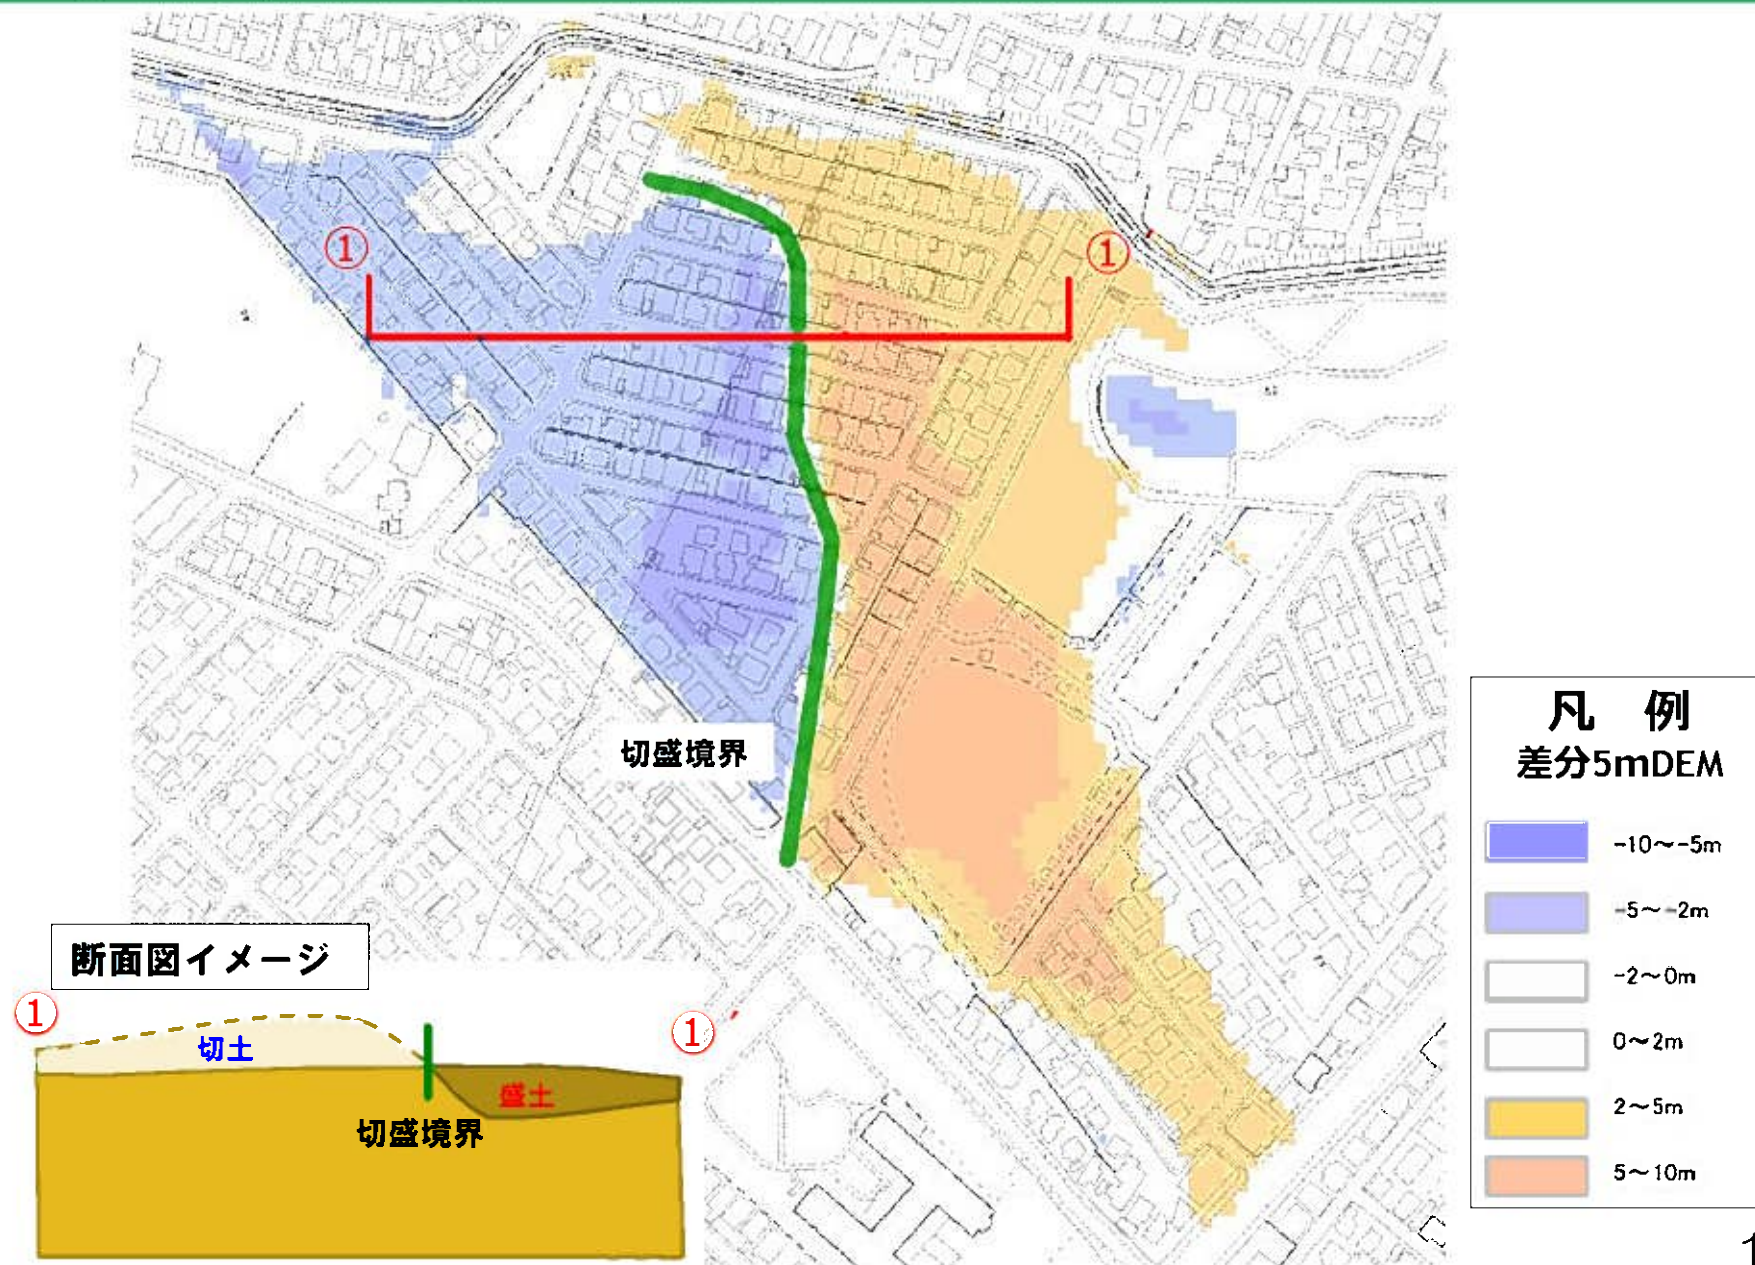 ①
①
切盛境界
凡 例
差分5mDEM
-10～-5m
-5～-2m
-2～0m
0～2m
2～5m
5～10m
断面図イメージ
①
①
切土
盛土
切盛境界
1